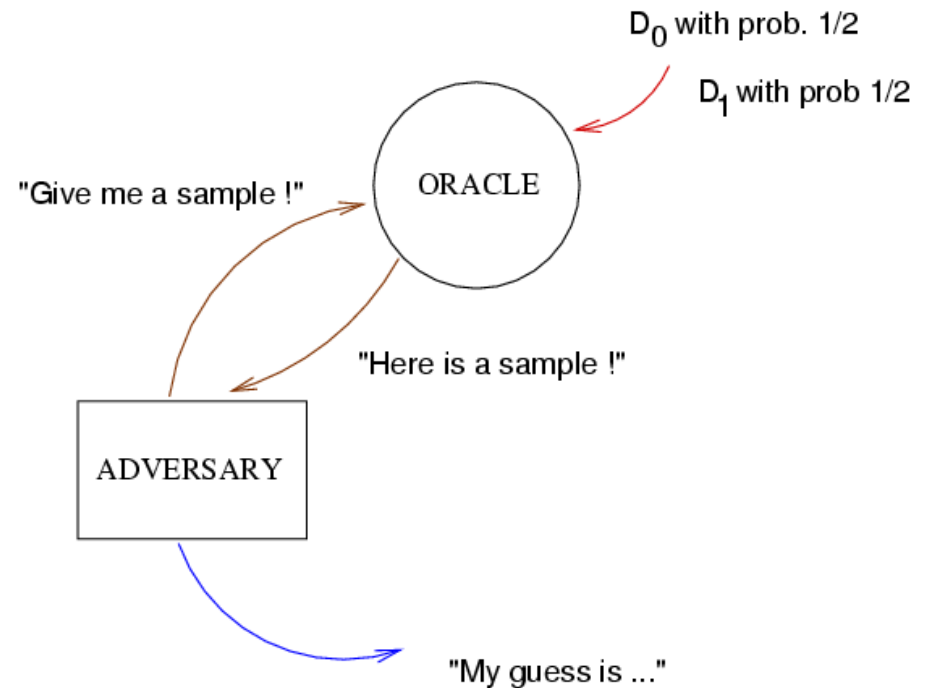 D0 with prob. 1/2
D1 with prob 1/2
ORACLE
"Give me a sample !"
"Here is a sample !"
ADVERSARY
"My guess is ..."